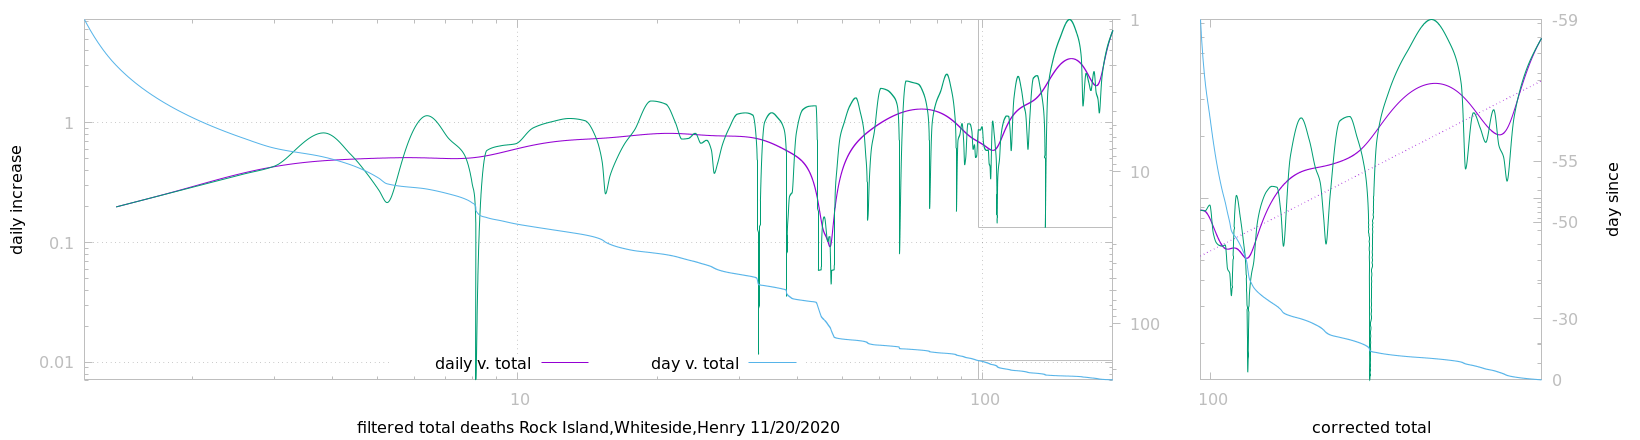 1
0.1
0.01
daily increase
10
100
1
10
100
daily v. total
day v. total
filtered total deaths Rock Island,Whiteside,Henry 11/20/2020
-59
-55
-50
-30
0
day since
100
corrected total